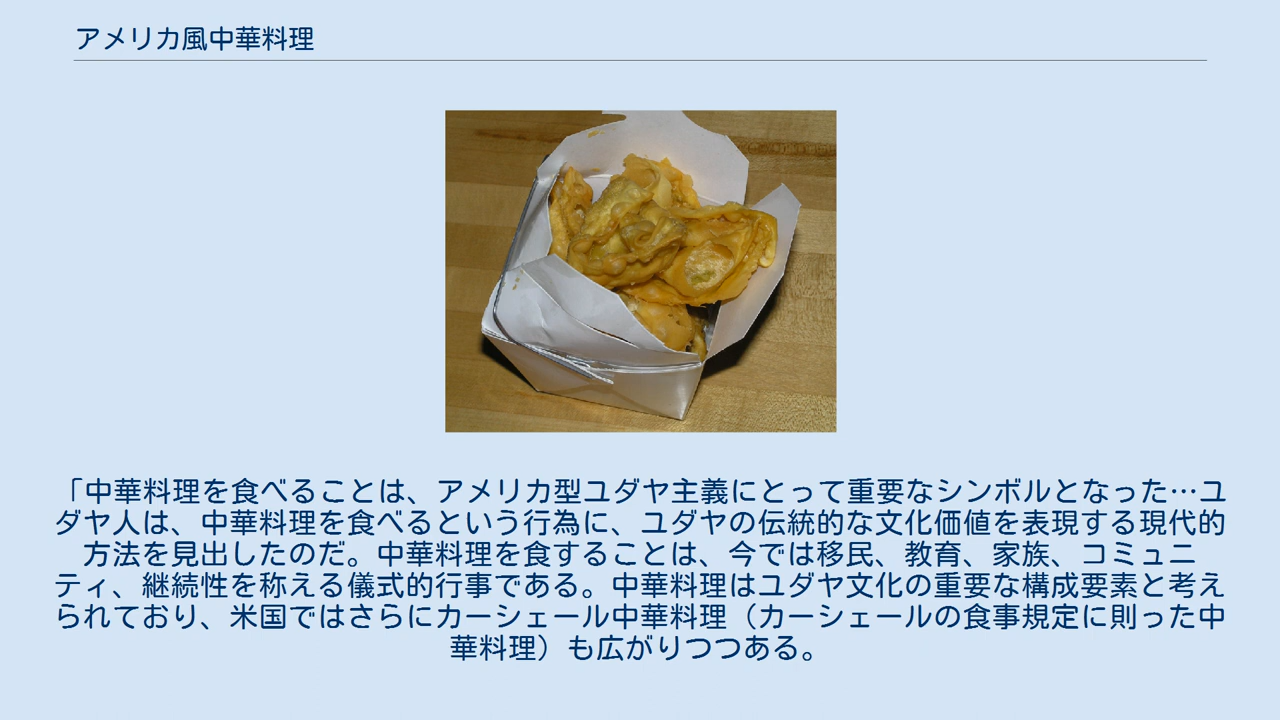 アメリカ風中華料理
「中華料理を食べることは、アメリカ型ユダヤ主義にとって重要なシンボルとなった…ユ
ダヤ人は、中華料理を食べるという行為に、ユダヤの伝統的な文化価値を表現する現代的
方法を見出したのだ。中華料理を食することは、今では移民、教育、家族、コミュニ
ティ、継続性を称える儀式的行事である。中華料理はユダヤ文化の重要な構成要素と考え
られており、米国ではさらにカーシェール中華料理（カーシェールの食事規定に則った中
華料理）も広がりつつある。